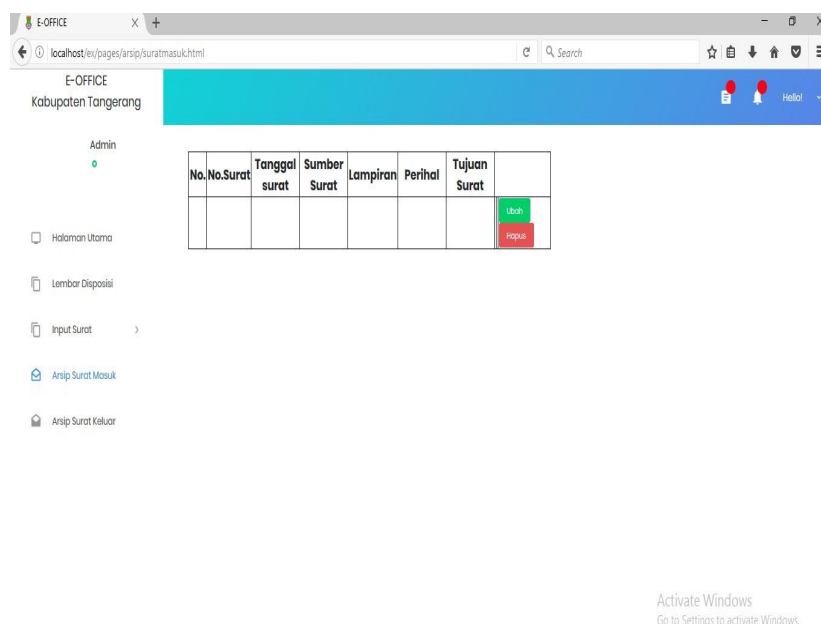 E-OFFICE
localhost/ex/pages/arsip/suratmasuk.html
Search
E-OFFICE
Kabupaten Tangerang
Hello!
Admin
No. No.Surat Tanggal surat Sumber Surat Lampiran Perihal Tujuan Surat
Ubah
Hapus
Halaman Utama
Lembar Disposisi
Input Surat
Arsip Surat Masuk
Arsip Surat Keluar
Activate Windows
Go to Settings to activate Windows.